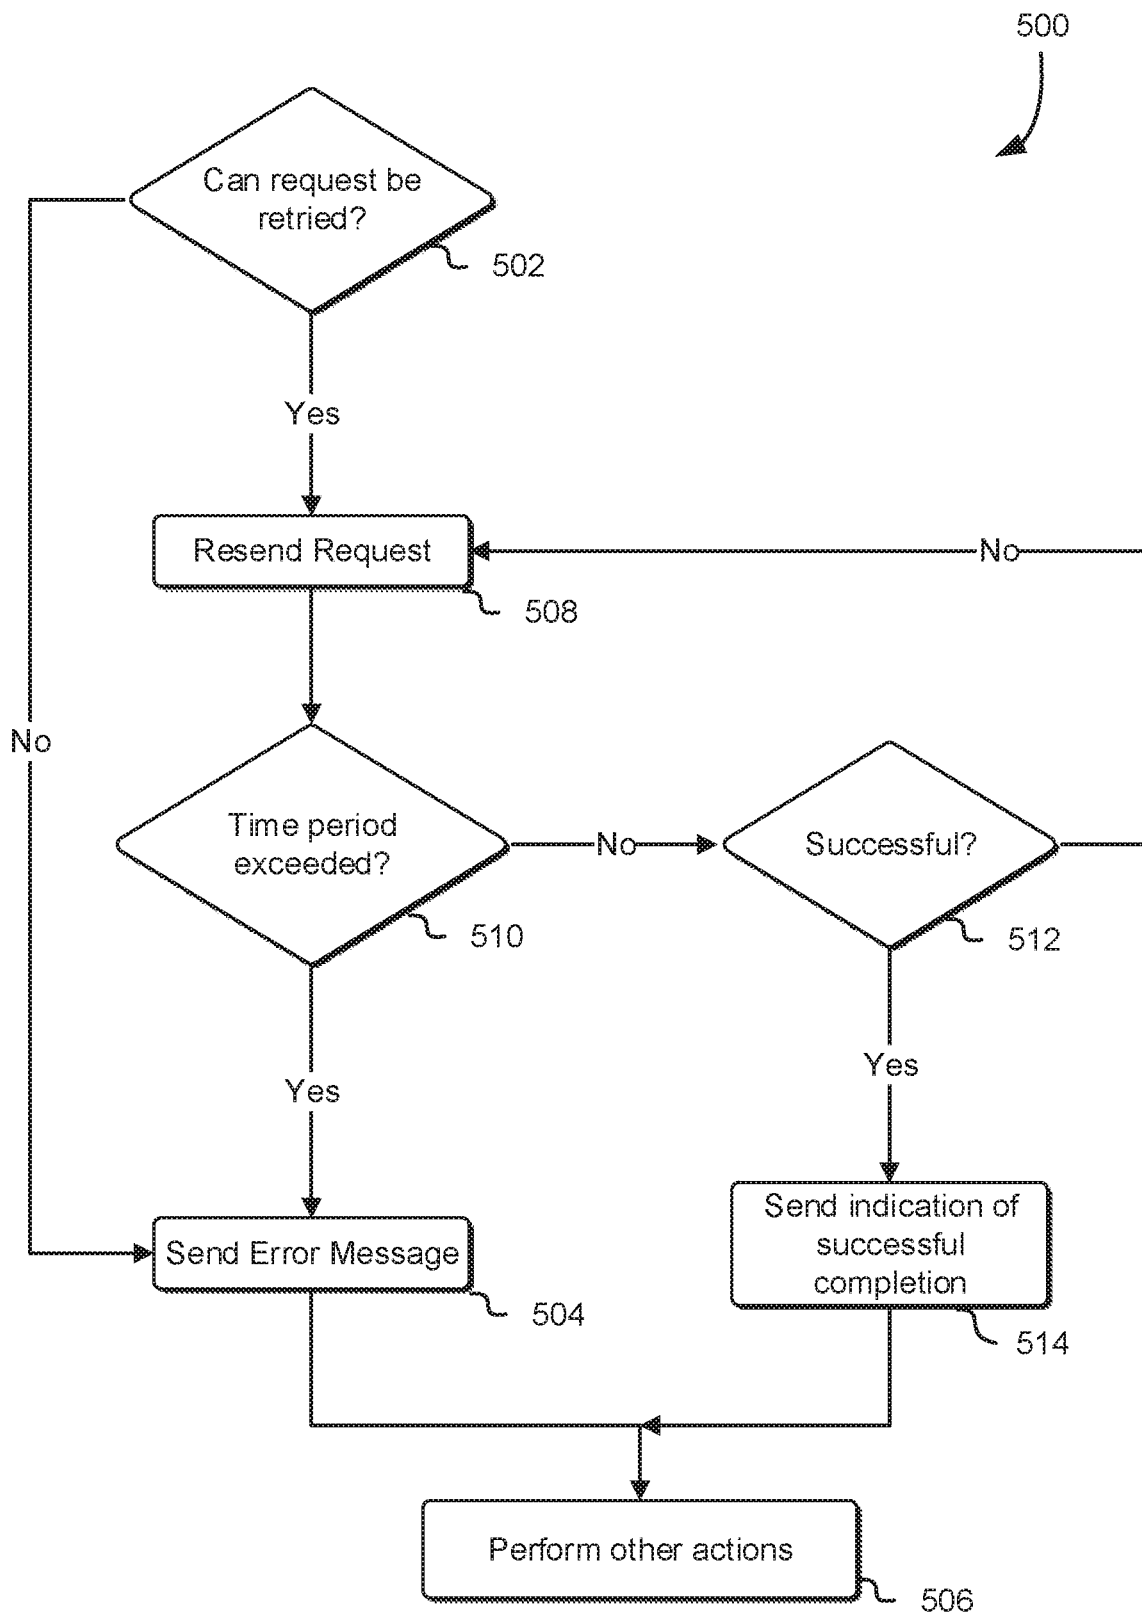 500
Can request be
retried?
502
Yes
Resend Request
No
508
No
Time period
exceeded?
No
Successful?
510
512
Yes
Yes
Send Error Message
Send indication of
successful
completion
504
514
Perform other actions
506